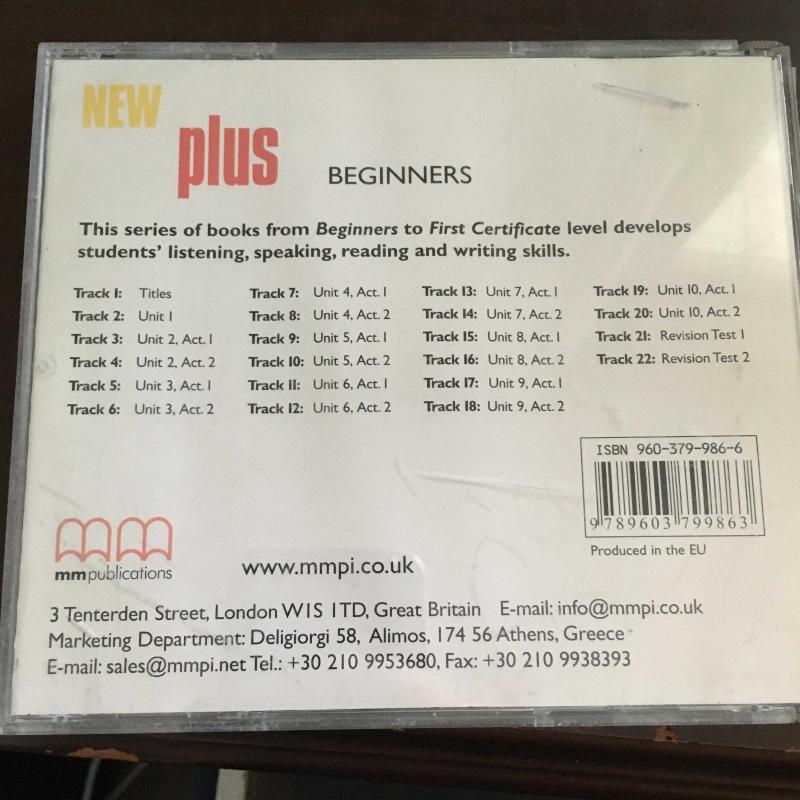 NEW
plus
BEGINNERS
This series of books from Beginners to First Certificate level develops
students' listening, speaking, reading and writing skills.
Track 1: Titles
Track 2: Unit 1
Track 3: Unit 2, Act. 1
Track 4: Unit 2, Act. 2
Track 5: Unit 3, Act. 1
Track 6: Unit 3, Act. 2
Track 7: Unit 4, Act. 1
Track 8: Unit 4, Act. 2
Track 9: Unit 5, Act. 1
Track 10: Unit 5, Act. 2
Track 11: Unit 6, Act. 1
Track 12: Unit 6, Act. 2
Track 13: Unit 7, Act. 1
Track 14: Unit 7, Act. 2
Track 15: Unit 8, Act. 1
Track 16: Unit 8, Act. 2
Track 17: Unit 9, Act. 1
Track 18: Unit 9, Act. 2
Track 19: Unit 10, Act. 1
Track 20: Unit 10, Act. 2
Track 21: Revision Test 1
Track 22: Revision Test 2
ISBN 960-379-986-6
9 789603 799863
Produced in the EU
mmpublications
www.mmpi.co.uk
3 Tenterden Street, London W1S 1TD, Great Britain E-mail: info@mmpi.co.uk
Marketing Department: Deligiorgi 58, Alimos, 174 56 Athens, Greece
E-mail: sales@mmpi.net Tel.: +30 210 9953680, Fax: +30 210 9938393